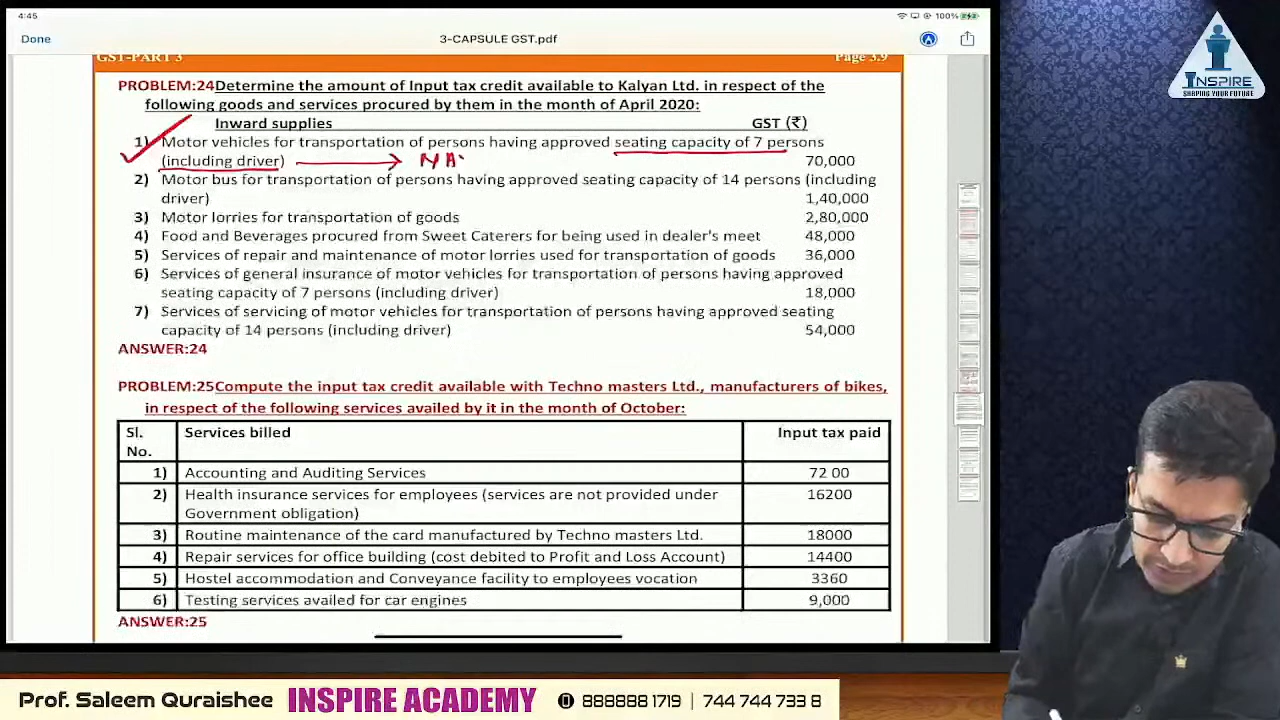 4:45
100%
Done
3-CAPSULE GST.pdf
GST-PART 3
Page 3.9
PROBLEM:24Determine the amount of Input tax credit available to Kalyan Ltd. in respect of the
following goods and services procured by them in the month of April 2020:
Inward supplies GST (₹)
1) Motor vehicles for transportation of persons having approved seating capacity of 7 persons
(including driver) NA 70,000
2) Motor bus for transportation of persons having approved seating capacity of 14 persons (including
driver) 1,40,000
3) Motor lorries for transportation of goods 2,80,000
4) Food and Beverages procured from Sweet Caterers for being used in dealer's meet 48,000
5) Services of repair and maintenance of motor lorries used for transportation of goods 36,000
6) Services of general insurance of motor vehicles for transportation of persons having approved
seating capacity of 7 persons (including driver) 18,000
7) Services of servicing of motor vehicles for transportation of persons having approved seating
capacity of 14 persons (including driver) 54,000
ANSWER:24
PROBLEM:25Compute the input tax credit available with Techno masters Ltd., manufacturers of bikes,
in respect of the following services availed by it in the month of October:
Sl. No. Services billed Input tax paid
1) Accounting and Auditing Services 72 00
2) Health insurance services for employees (services are not provided under 16200
Government obligation)
3) Routine maintenance of the card manufactured by Techno masters Ltd. 18000
4) Repair services for office building (cost debited to Profit and Loss Account) 14400
5) Hostel accommodation and Conveyance facility to employees vocation 3360
6) Testing services availed for car engines 9,000
ANSWER:25
INSPIRE
SHAPING YOUR FUTURE
Prof. Saleem Quraishee INSPIRE ACADEMY 888888 1719 | 744 744 733 8